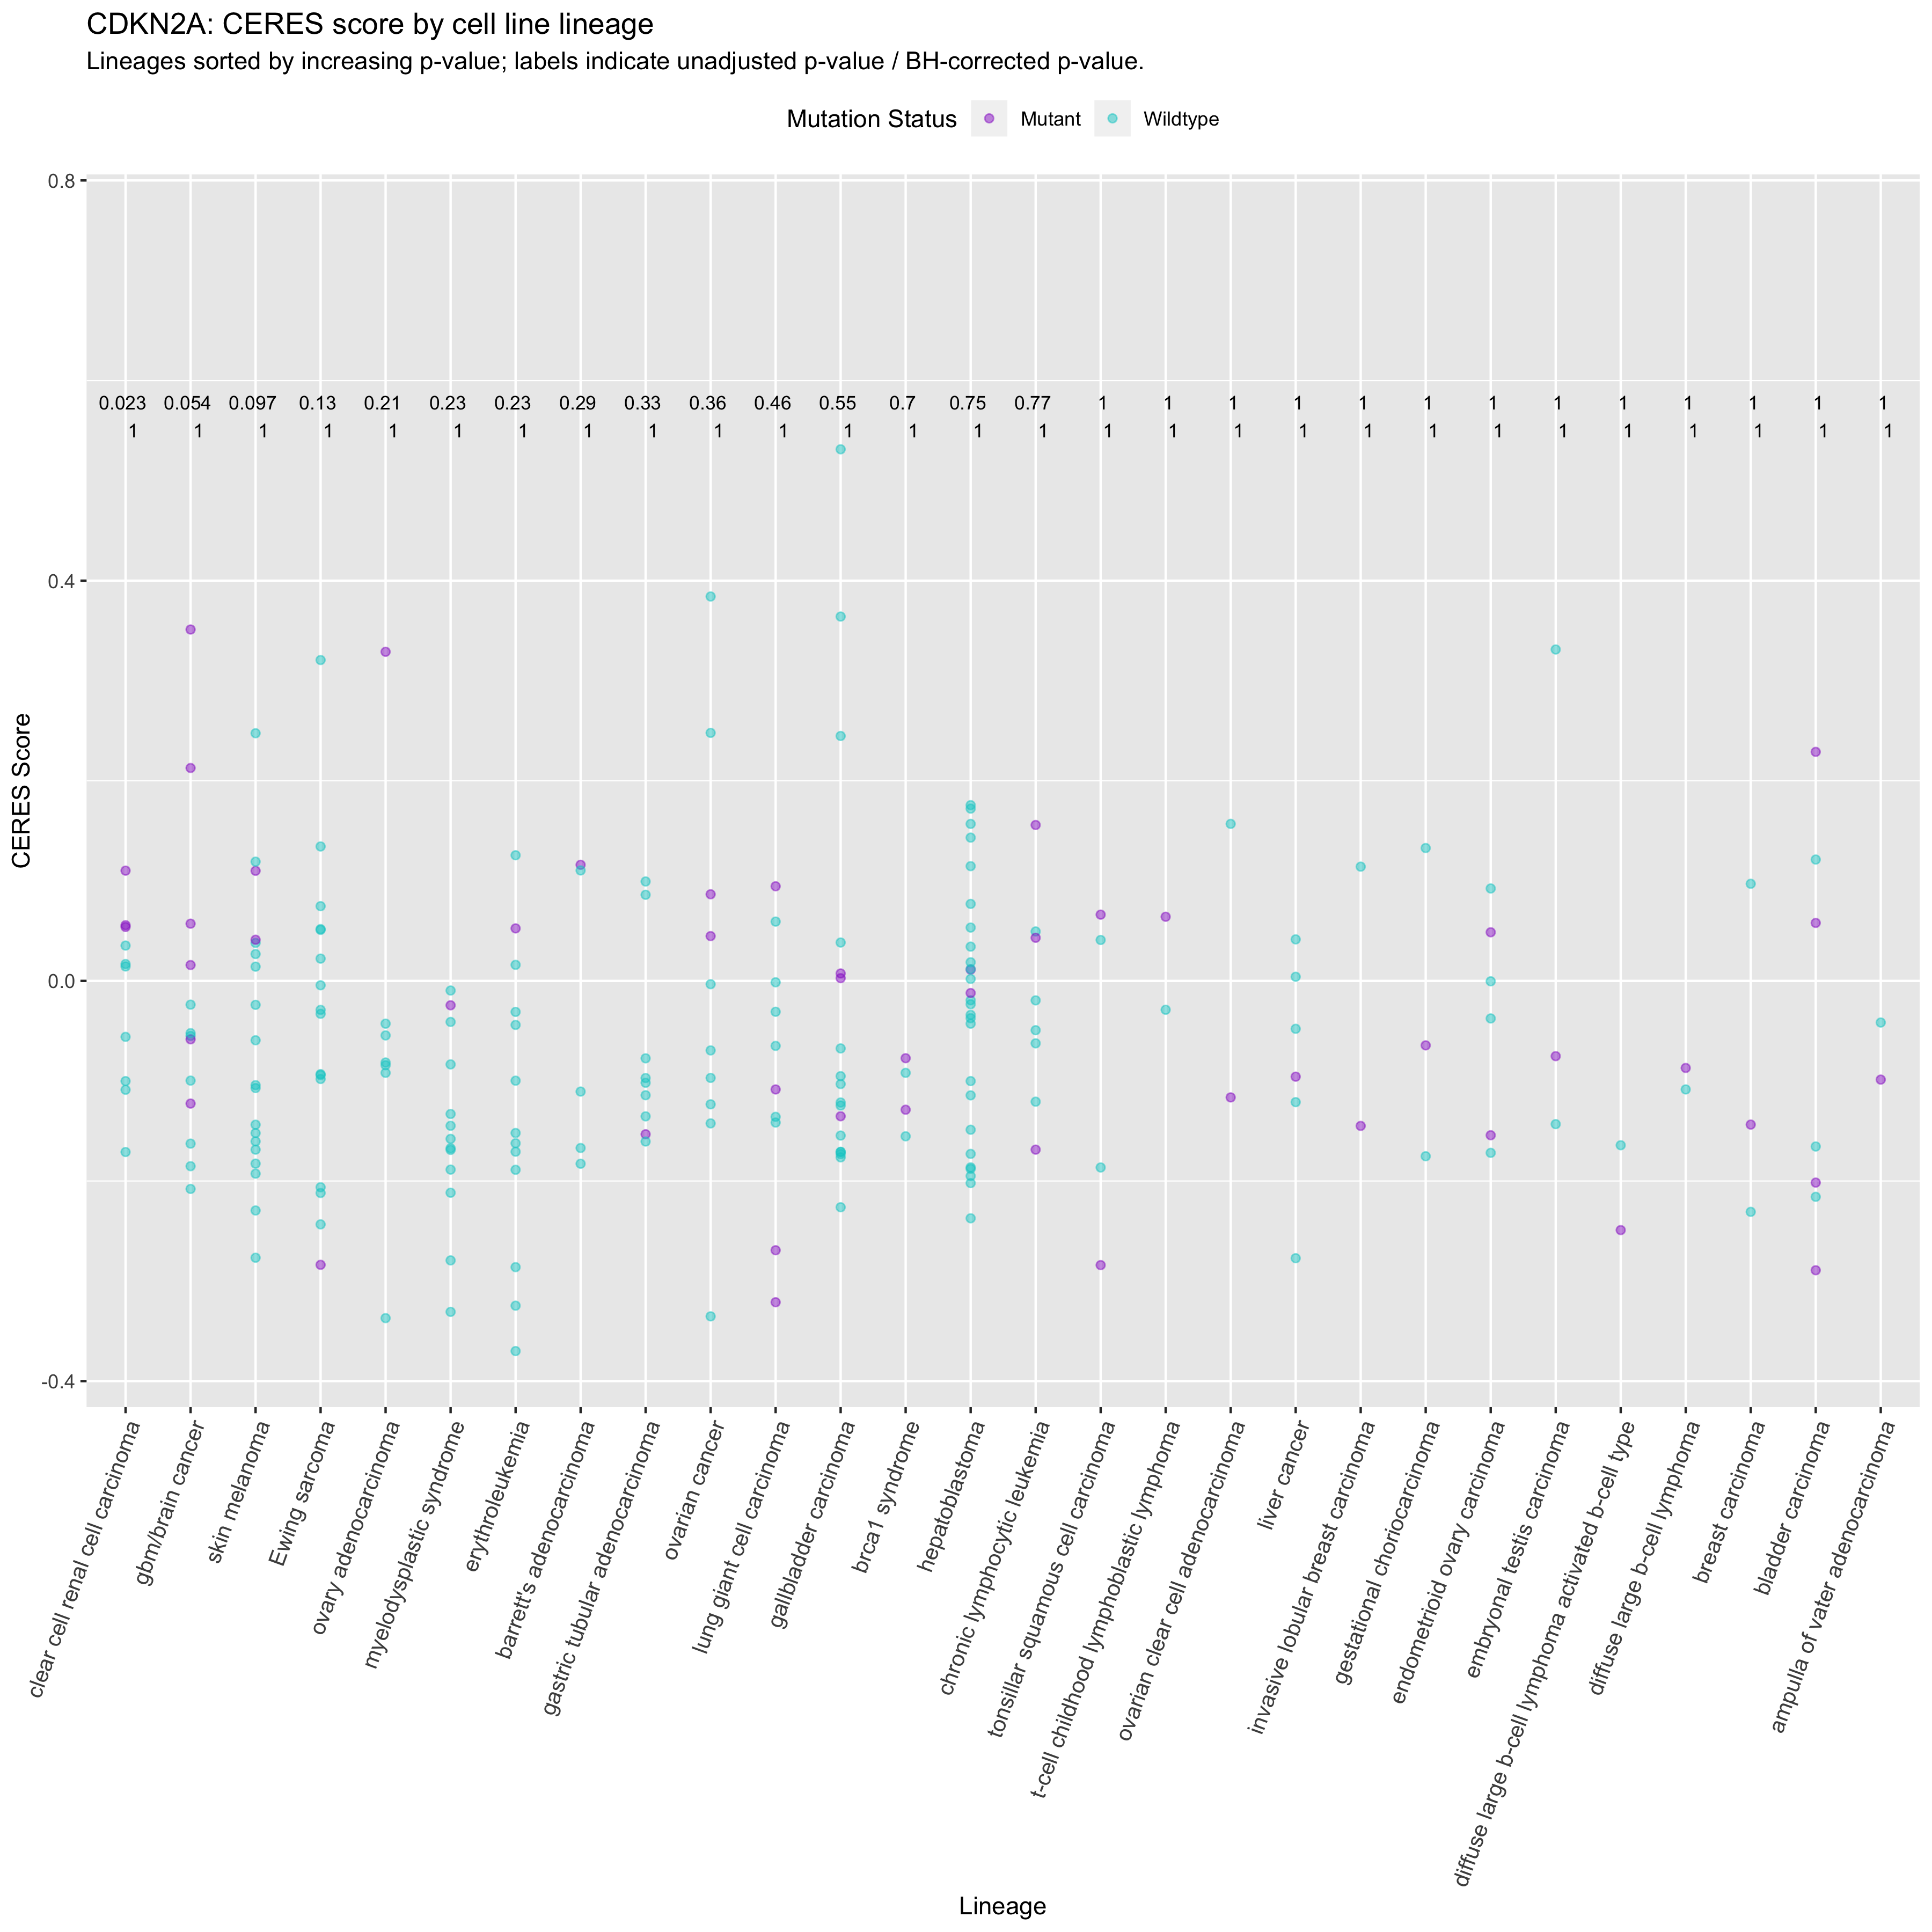 CDKN2A: CERES score by cell line lineage
Lineages sorted by increasing p-value; labels indicate unadjusted p-value / BH-corrected p-value.
Mutation Status Mutant Wildtype
0.8
0.023 0.054 0.097 0.13 0.21 0.23 0.23 0.29 0.33 0.36 0.46 0.55 0.7 0.75 0.77 1 1 1 1 1 1 1 1 1 1 1 1 1
1 1 1 1 1 1 1 1 1 1 1 1 1 1 1 1 1 1 1 1 1 1 1 1 1 1 1 1
0.4
CERES Score
0.0
-0.4
clear cell renal cell carcinoma
gbm/brain cancer
skin melanoma
Ewing sarcoma
ovary adenocarcinoma
myelodysplastic syndrome
erythroleukemia
barrett's adenocarcinoma
gastric tubular adenocarcinoma
ovarian cancer
lung giant cell carcinoma
gallbladder carcinoma
brca1 syndrome
hepatoblastoma
chronic lymphocytic leukemia
tonsillar squamous cell carcinoma
t-cell childhood lymphoblastic lymphoma
ovarian clear cell adenocarcinoma
liver cancer
invasive lobular breast carcinoma
gestational choriocarcinoma
endometrioid ovary carcinoma
embryonal testis carcinoma
diffuse large b-cell lymphoma activated b-cell type
diffuse large b-cell lymphoma
breast carcinoma
bladder carcinoma
ampulla of vater adenocarcinoma
Lineage